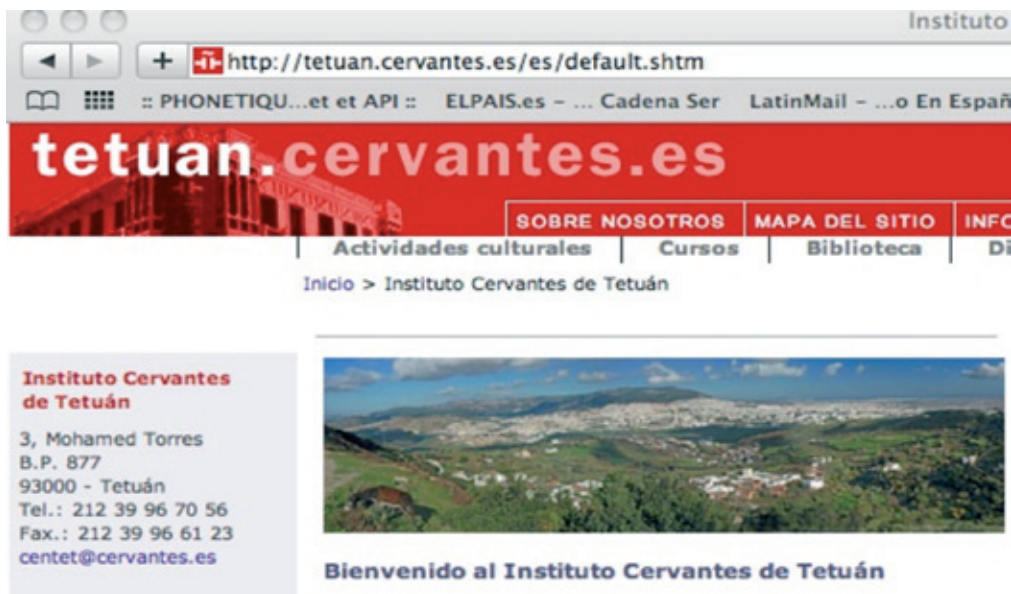 Instituto
http://tetuan.cervantes.es/es/default.shtm
:: PHONETIQU...et et API :: ELPAIS.es - ... Cadena Ser LatinMail - ...o En Españ
tetuan.cervantes.es
SOBRE NOSOTROS MAPA DEL SITIO INFO
Actividades culturales Cursos Biblioteca Di
Inicio > Instituto Cervantes de Tetuán
Instituto Cervantes
de Tetuán
3, Mohamed Torres
B.P. 877
93000 - Tetuán
Tel.: 212 39 96 70 56
Fax.: 212 39 96 61 23
centet@cervantes.es
Bienvenido al Instituto Cervantes de Tetuán